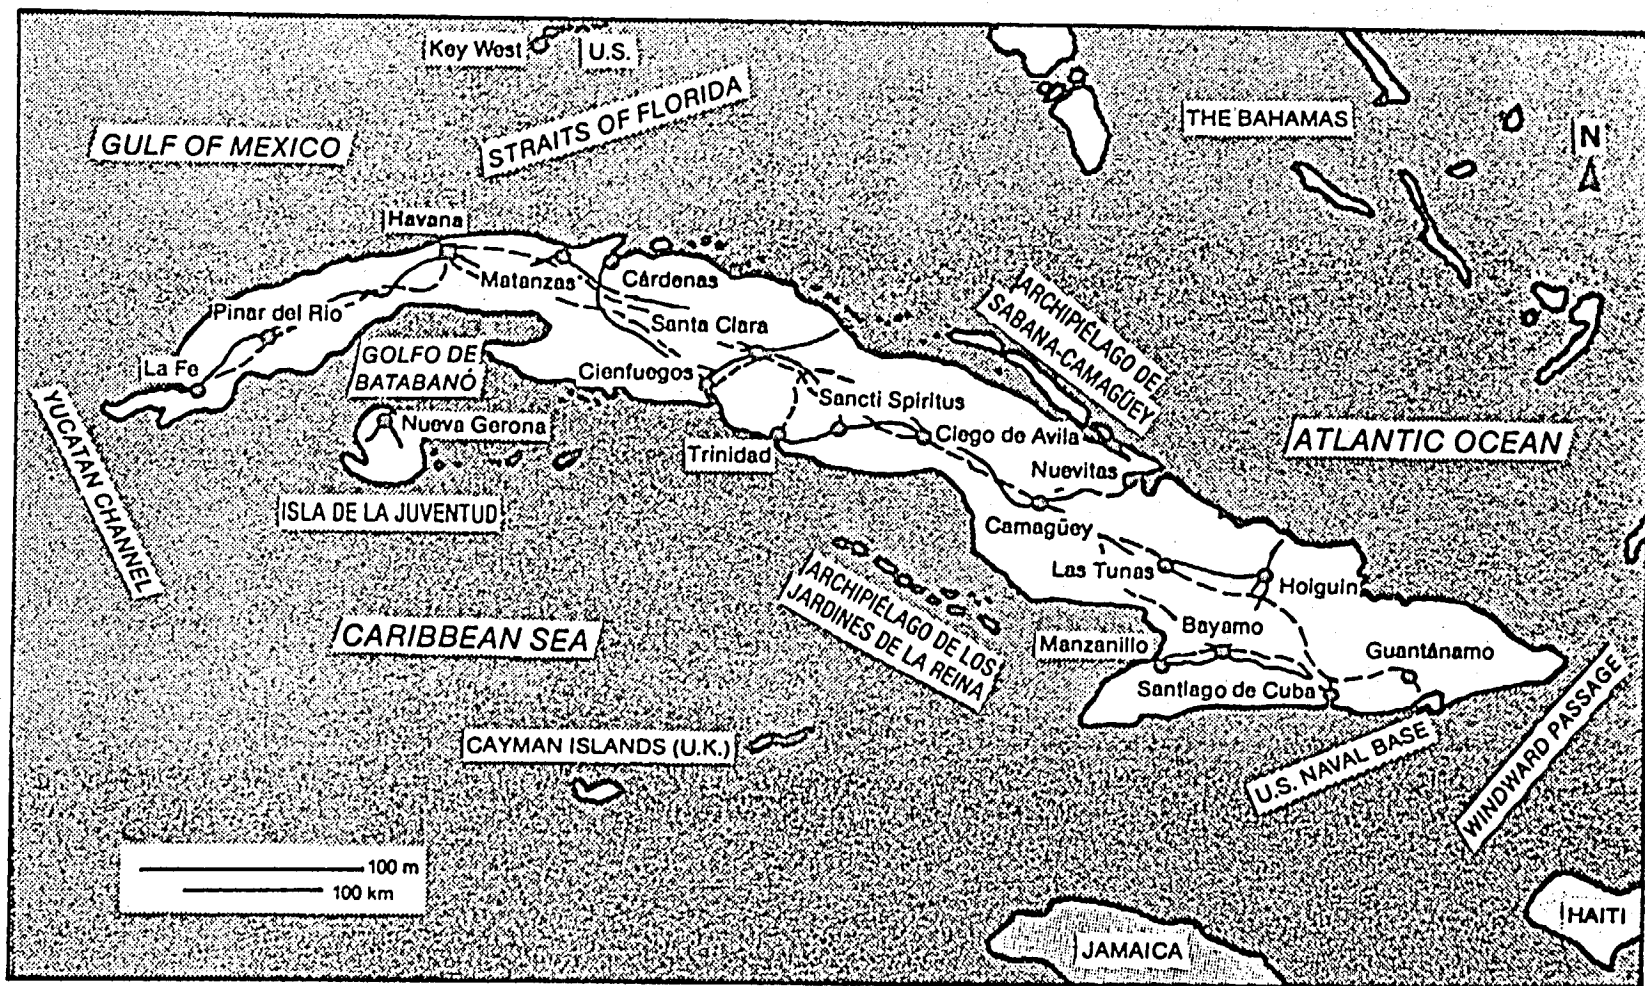 Key West
U.S.
STRAITS OF FLORIDA
GULF OF MEXICO
THE BAHAMAS
N
Havana
Matanzas
Cárdenas
Pinar del Río
Santa Clara
ARCHIPIÉLAGO DE
SABANA-CAMAGÜEY
La Fe
GOLFO DE
BATABANÓ
Cienfuegos
Sancti Spiritus
Nueva Gerona
Ciego de Avila
ATLANTIC OCEAN
Trinidad
Nuevitas
YUCATAN CHANNEL
ISLA DE LA JUVENTUD
Camagüey
Las Tunas
Holguin
ARCHIPIÉLAGO DE LOS
JARDINES DE LA REINA
CARIBBEAN SEA
Bayamo
Manzanillo
Guantánamo
Santiago de Cuba
CAYMAN ISLANDS (U.K.)
U.S. NAVAL BASE
WINDWARD PASSAGE
100 m
100 km
HAITI
JAMAICA